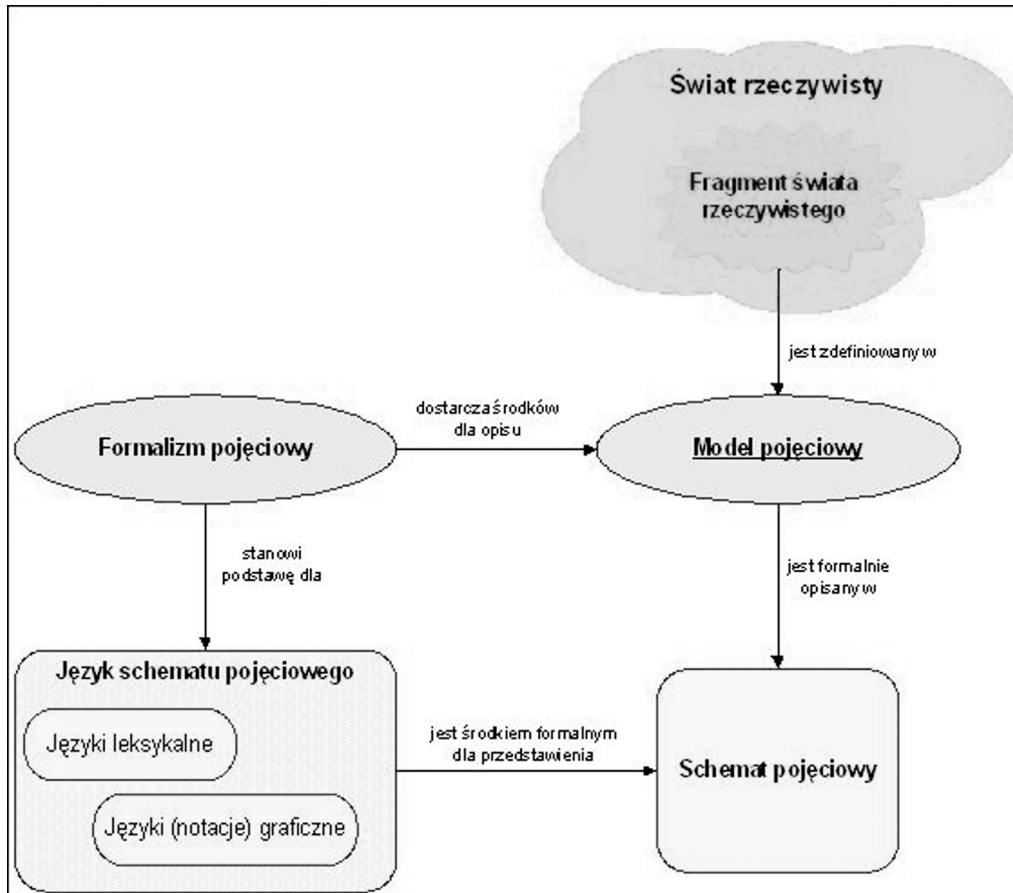 Świat rzeczywisty
Fragment świata
rzeczywistego
jest zdefiniowany w
Formalizm pojęciowy
dostarcza środków
dla opisu
Model pojęciowy
stanowi
podstawę dla
jest formalnie
opisany w
Język schematu pojęciowego
Języki leksykalne
Języki (notacje) graficzne
jest środkiem formalnym
dla przedstawienia
Schemat pojęciowy